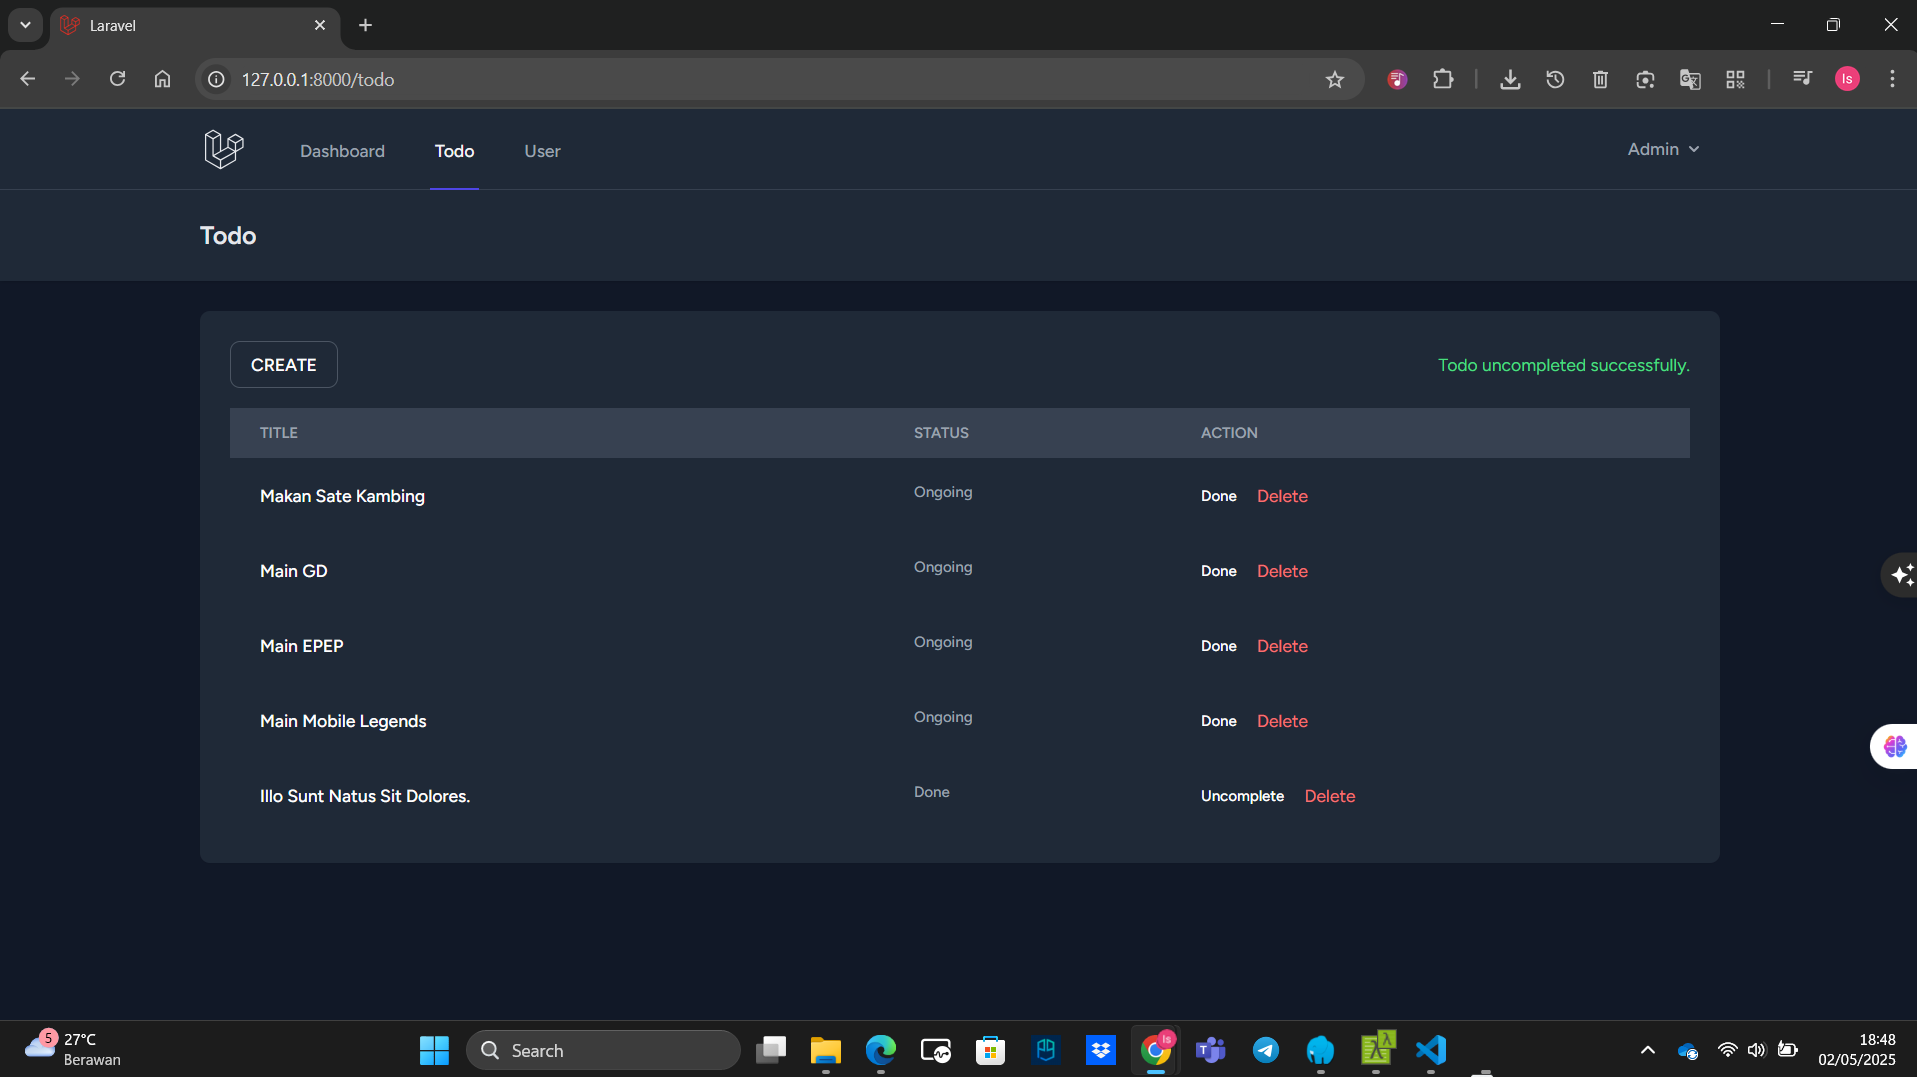 Laravel
127.0.0.1:8000/todo
Is
Dashboard Todo User Admin
Todo
CREATE Todo uncompleted successfully.
TITLE STATUS ACTION
Makan Sate Kambing Ongoing Done Delete
Main GD Ongoing Done Delete
Main EPEP Ongoing Done Delete
Main Mobile Legends Ongoing Done Delete
Illo Sunt Natus Sit Dolores. Done Uncomplete Delete
5 27°C
Berawan
Search
18:48
02/05/2025